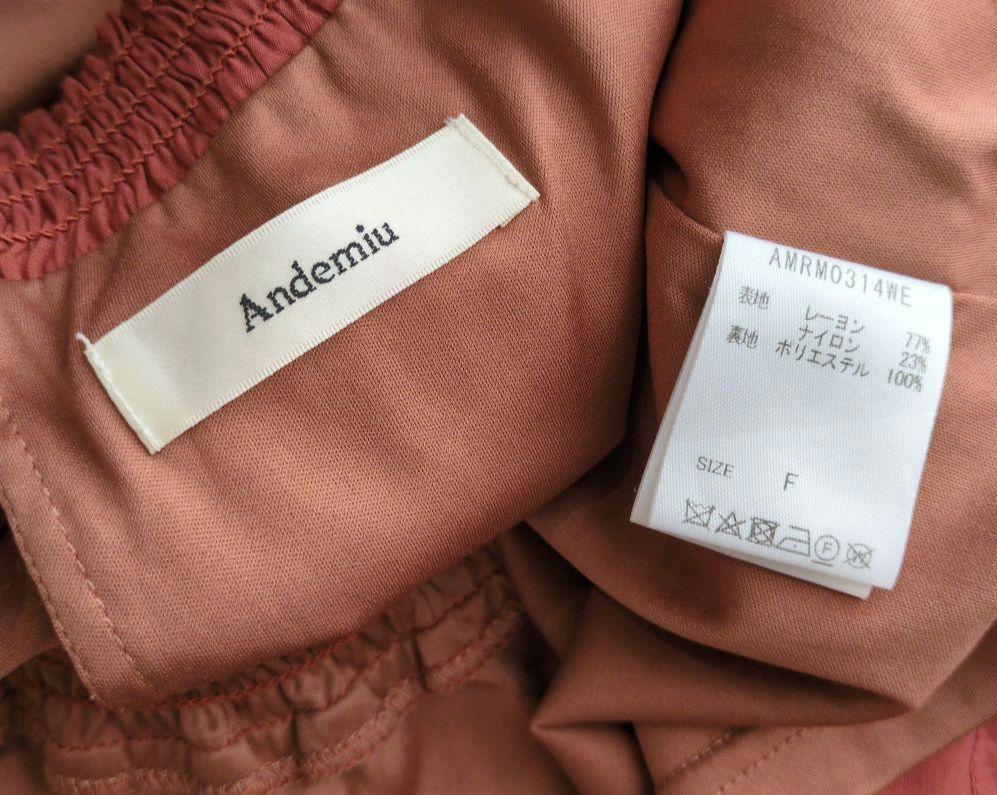 Andemiu
AMRM0314WE
表地 レーヨン 77%
ナイロン 23%
裏地 ポリエステル 100%
SIZE F
F
W